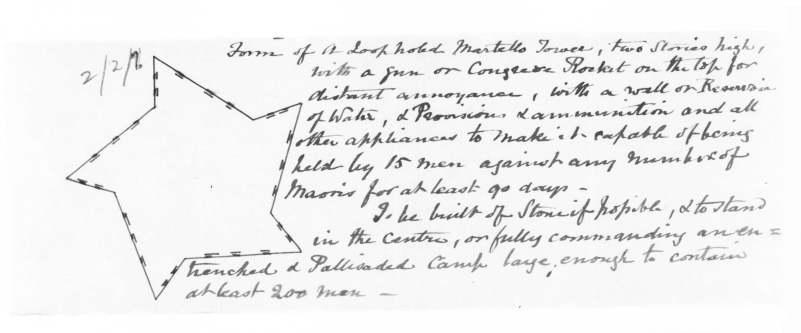 2/2/6
Form of a Loop holed Martello Tower, two Stories high,
with a gun or Congreve Rocket on the top for
distant annoyance, with a well or Reservoir
of Water, & Provisions & ammunition and all
other appliances to make it capable of being
held by 15 men against any number of
Maoris for at least 90 days –
To be built of Stone if possible, & to stand
in the centre, or fully commanding an en=
trenched & Pallisaded Camp large enough to contain
at least 200 men –